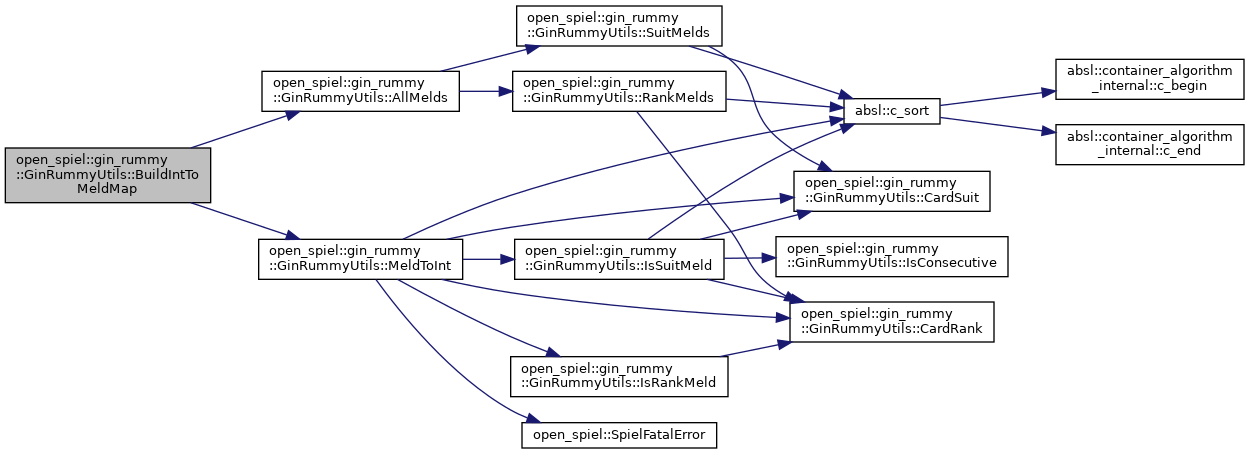 open_spiel::gin_rummy
::GinRummyUtils::BuildIntTo
MeldMap
open_spiel::gin_rummy
::GinRummyUtils::AllMelds
open_spiel::gin_rummy
::GinRummyUtils::MeldToInt
open_spiel::gin_rummy
::GinRummyUtils::SuitMelds
open_spiel::gin_rummy
::GinRummyUtils::RankMelds
open_spiel::gin_rummy
::GinRummyUtils::IsSuitMeld
open_spiel::gin_rummy
::GinRummyUtils::IsRankMeld
open_spiel::SpielFatalError
absl::c_sort
open_spiel::gin_rummy
::GinRummyUtils::CardSuit
open_spiel::gin_rummy
::GinRummyUtils::IsConsecutive
open_spiel::gin_rummy
::GinRummyUtils::CardRank
absl::container_algorithm
_internal::c_begin
absl::container_algorithm
_internal::c_end